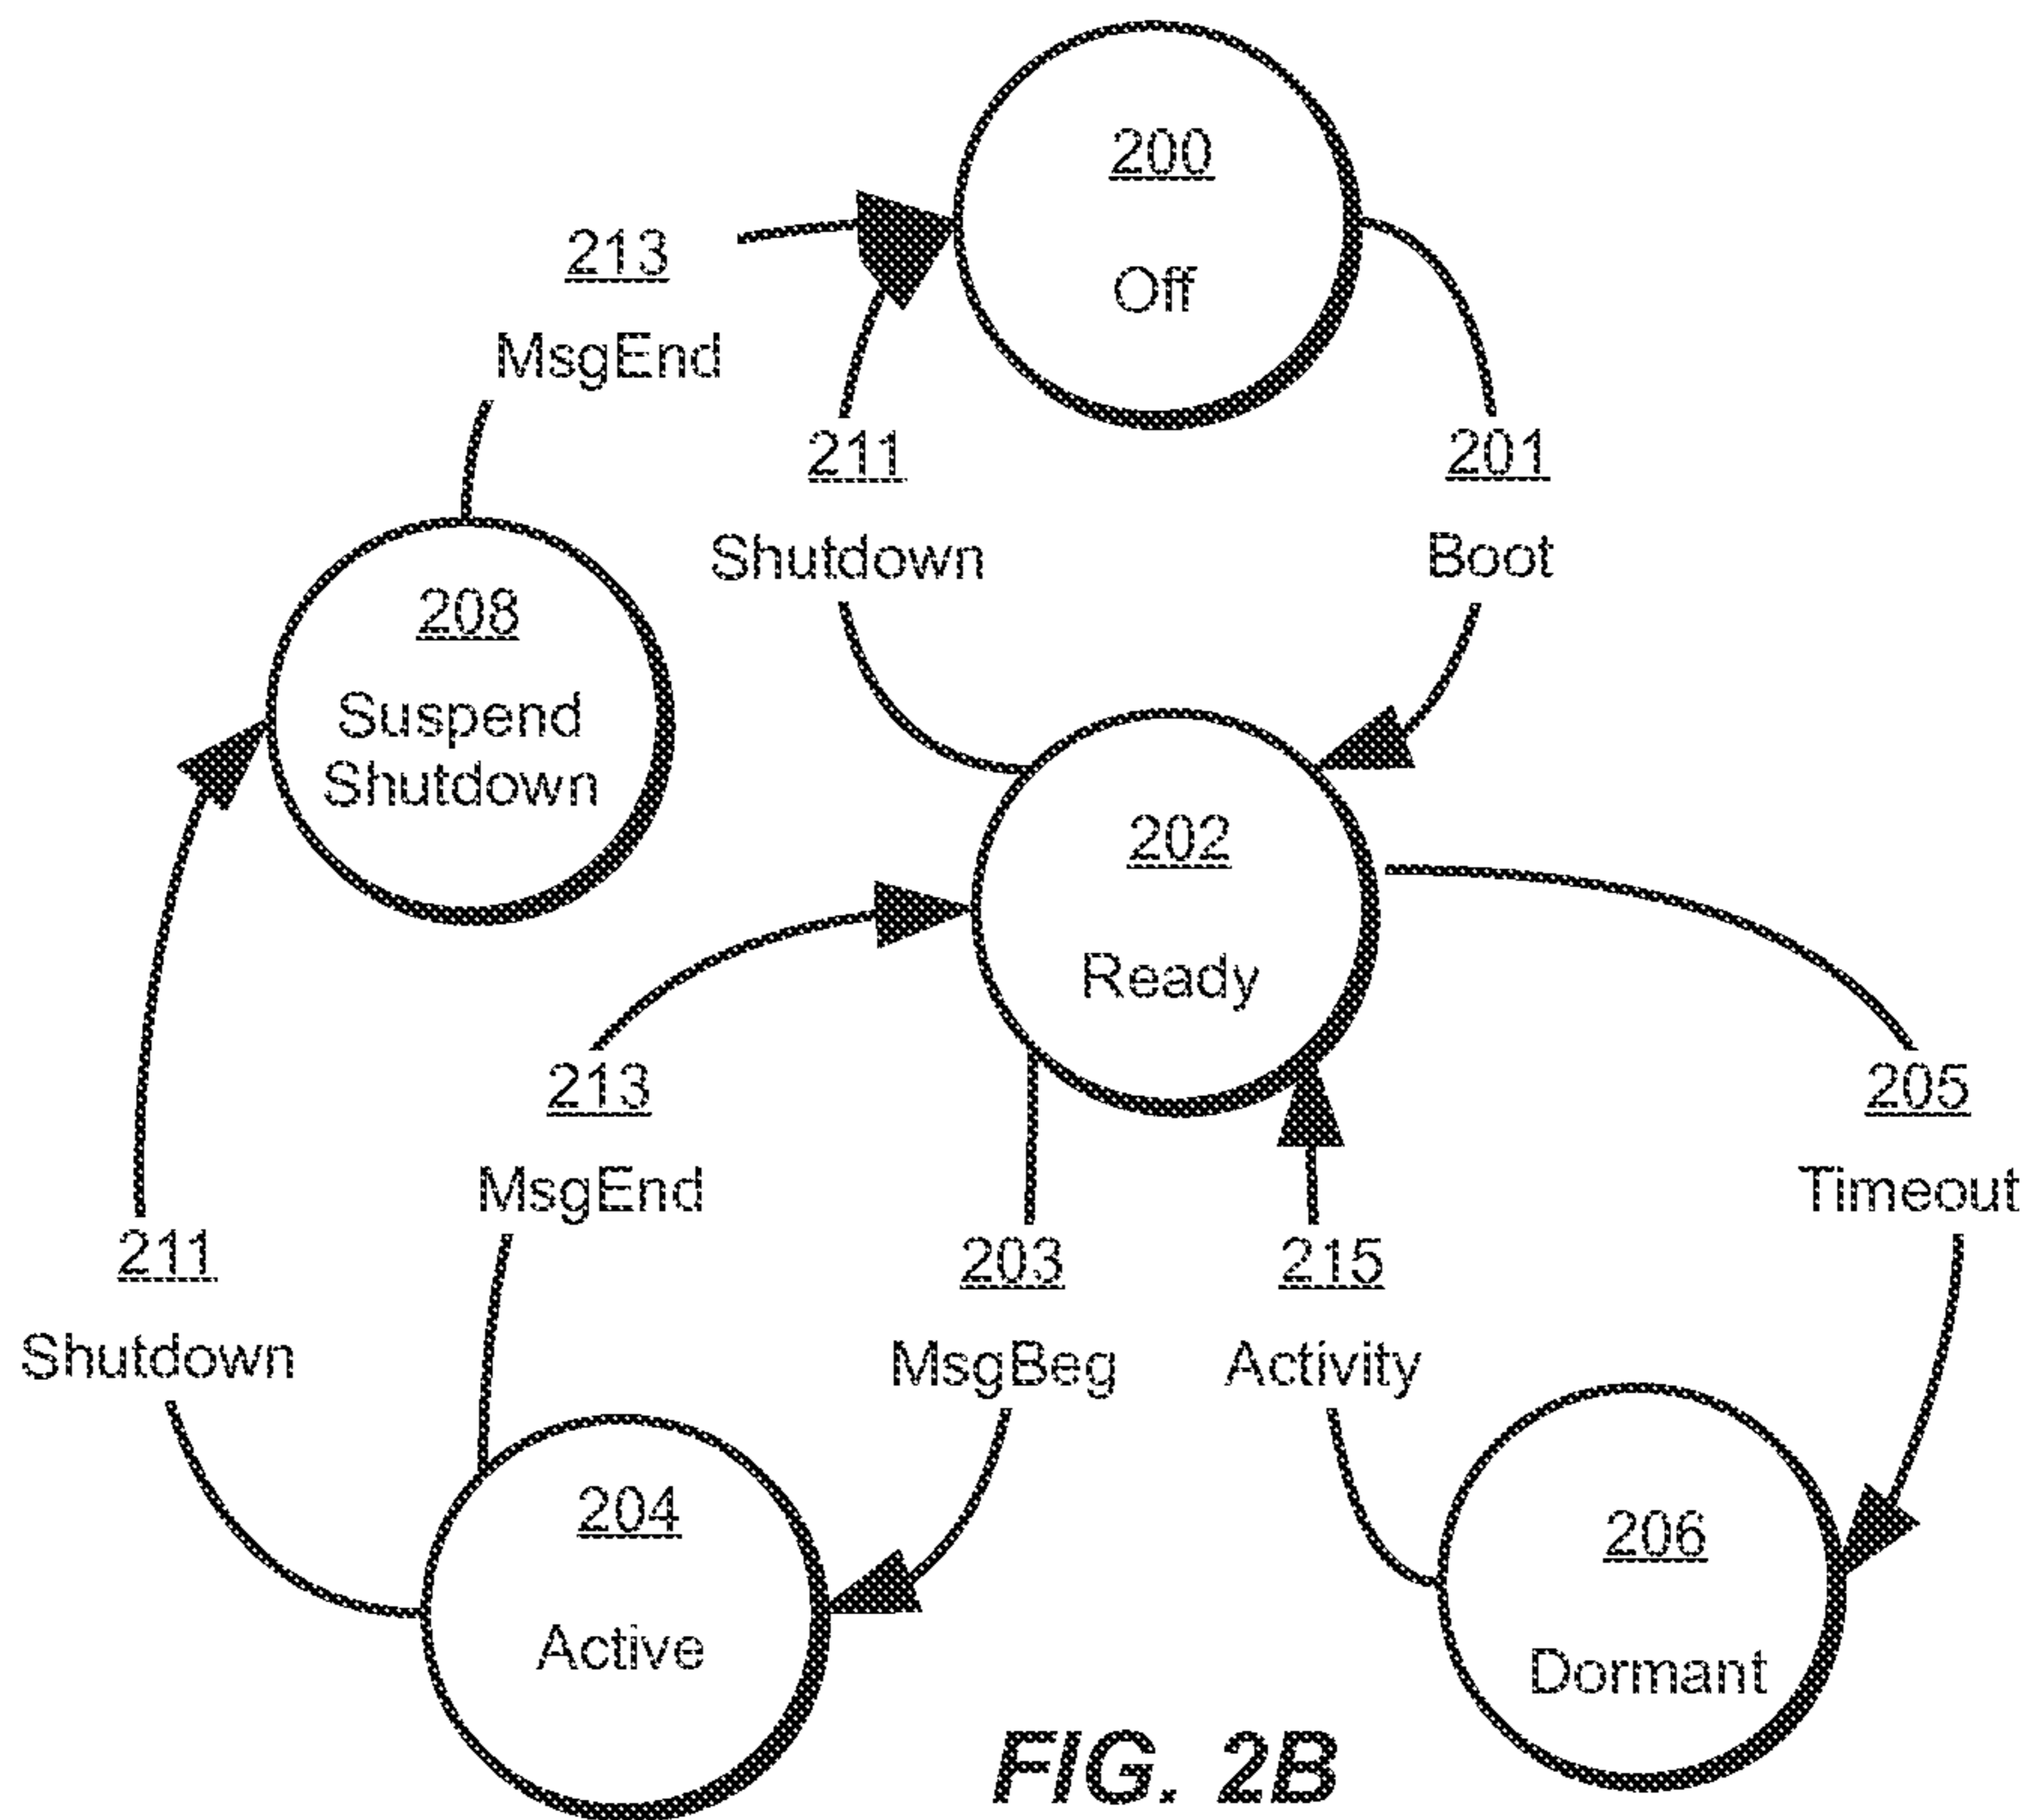 200
Off
213
MsgEnd
211
Shutdown
201
Boot
208
Suspend
Shutdown
202
Ready
213
MsgEnd
205
Timeout
211
Shutdown
203
MsgBeg
215
Activity
204
Active
206
Dormant
FIG. 2B